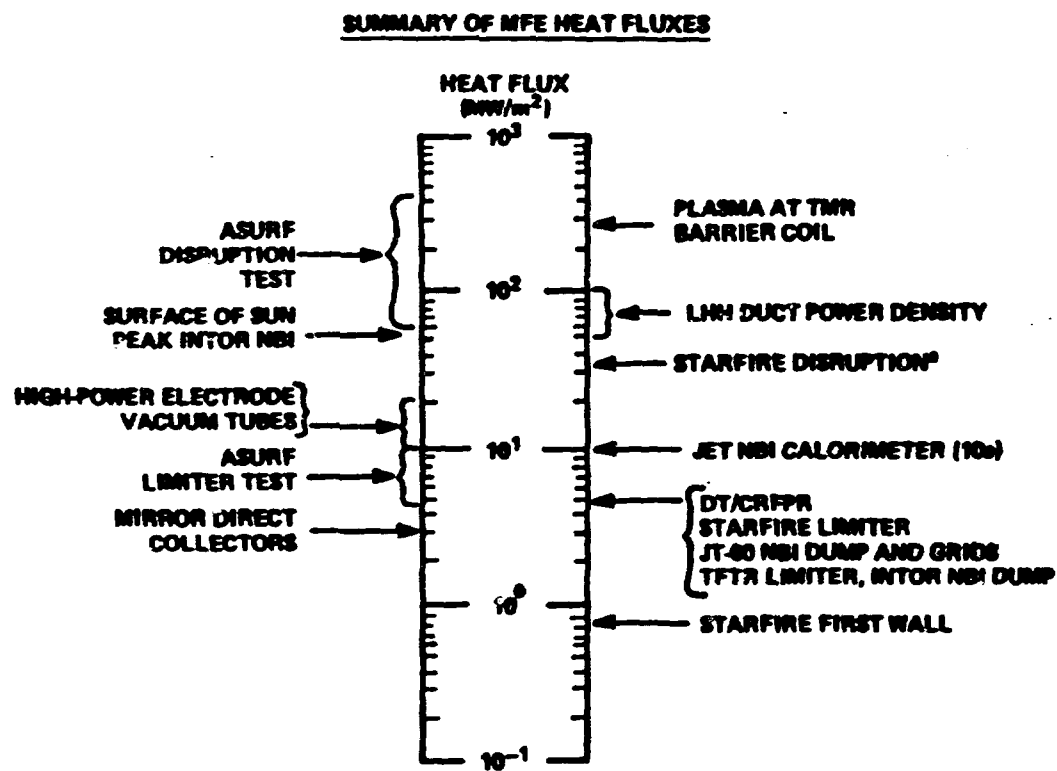 SUMMARY OF MFE HEAT FLUXES
HEAT FLUX
(MW/m²)
10³
ASURF
DISRUPTION
TEST
PLASMA AT TMR
BARRIER COIL
10²
SURFACE OF SUN
PEAK INTOR NBI
LHH DUCT POWER DENSITY
STARFIRE DISRUPTION*
HIGH-POWER ELECTRODE
VACUUM TUBES
10¹
JET NBI CALORIMETER (10s)
ASURF
LIMITER TEST
MIRROR DIRECT
COLLECTORS
DT/CRFPR
STARFIRE LIMITER
JT-60 NBI DUMP AND GRIDS
TFTR LIMITER, INTOR NBI DUMP
10⁰
STARFIRE FIRST WALL
10⁻¹